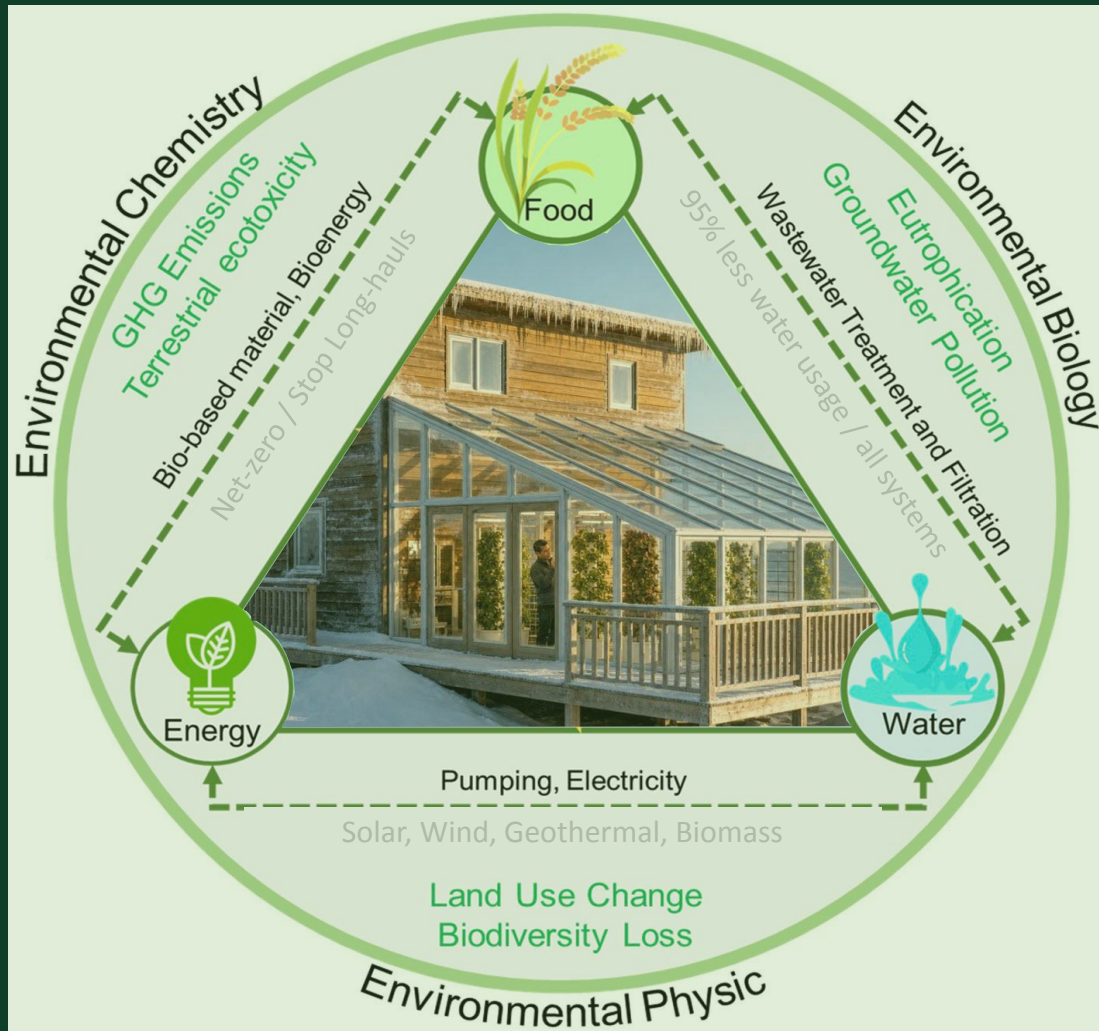 Environmental Chemistry
GHG Emissions
Terrestrial ecotoxicity
Bio-based material, Bioenergy
Net-zero / Stop Long-hauls
Food
Environmental Biology
Eutrophication
Groundwater Pollution
Wastewater Treatment and Filtration
95% less water usage / all systems
Energy
Water
Pumping, Electricity
Solar, Wind, Geothermal, Biomass
Land Use Change
Biodiversity Loss
Environmental Physic